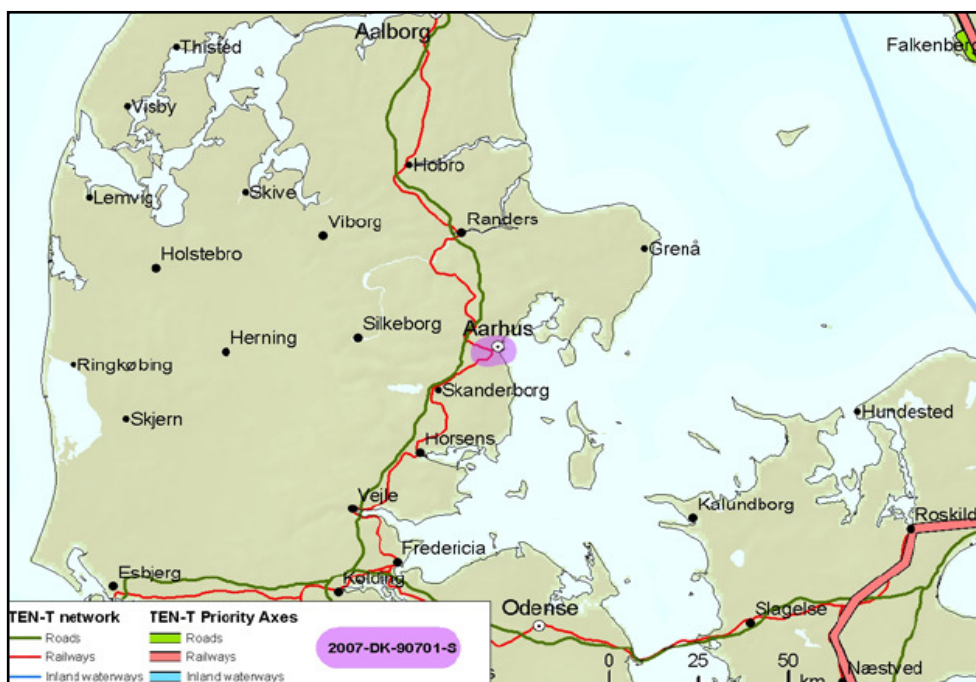 Aalborg
Thisted
Falkenberg
Visby
Hobro
Skive
Lemvig
Randers
Viborg
Grenå
Holstebro
Silkeborg
Aarhus
Herning
Ringkøbing
Skanderborg
Skjern
Hundested
Horsens
Vejle
Kalundborg
Roskild
Fredericia
Esbjerg
Kolding
Odense
Slagelse
TEN-T network
Roads
Railways
Inland waterways
TEN-T Priority Axes
Roads
Railways
Inland waterways
2007-DK-90701-S
0 25 50
km
Næstved